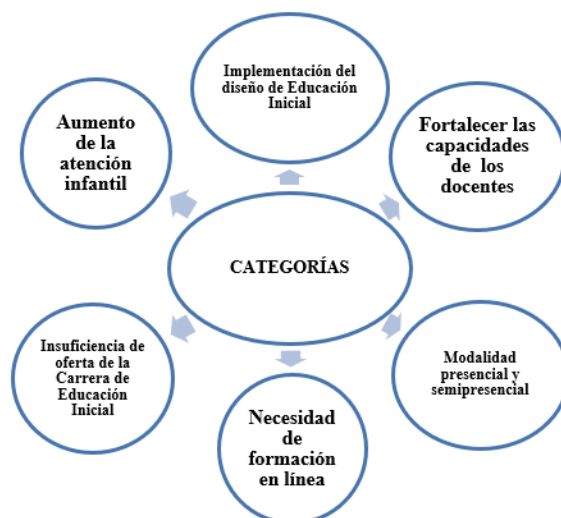 Implementación del
diseño de Educación
Inicial
Aumento
de la
atención
infantil
Fortalecer las
capacidades
de los
docentes
CATEGORÍAS
Insuficiencia de
oferta de la
Carrera de
Educación
Inicial
Modalidad
presencial y
semipresencial
Necesidad
de
formación
en línea